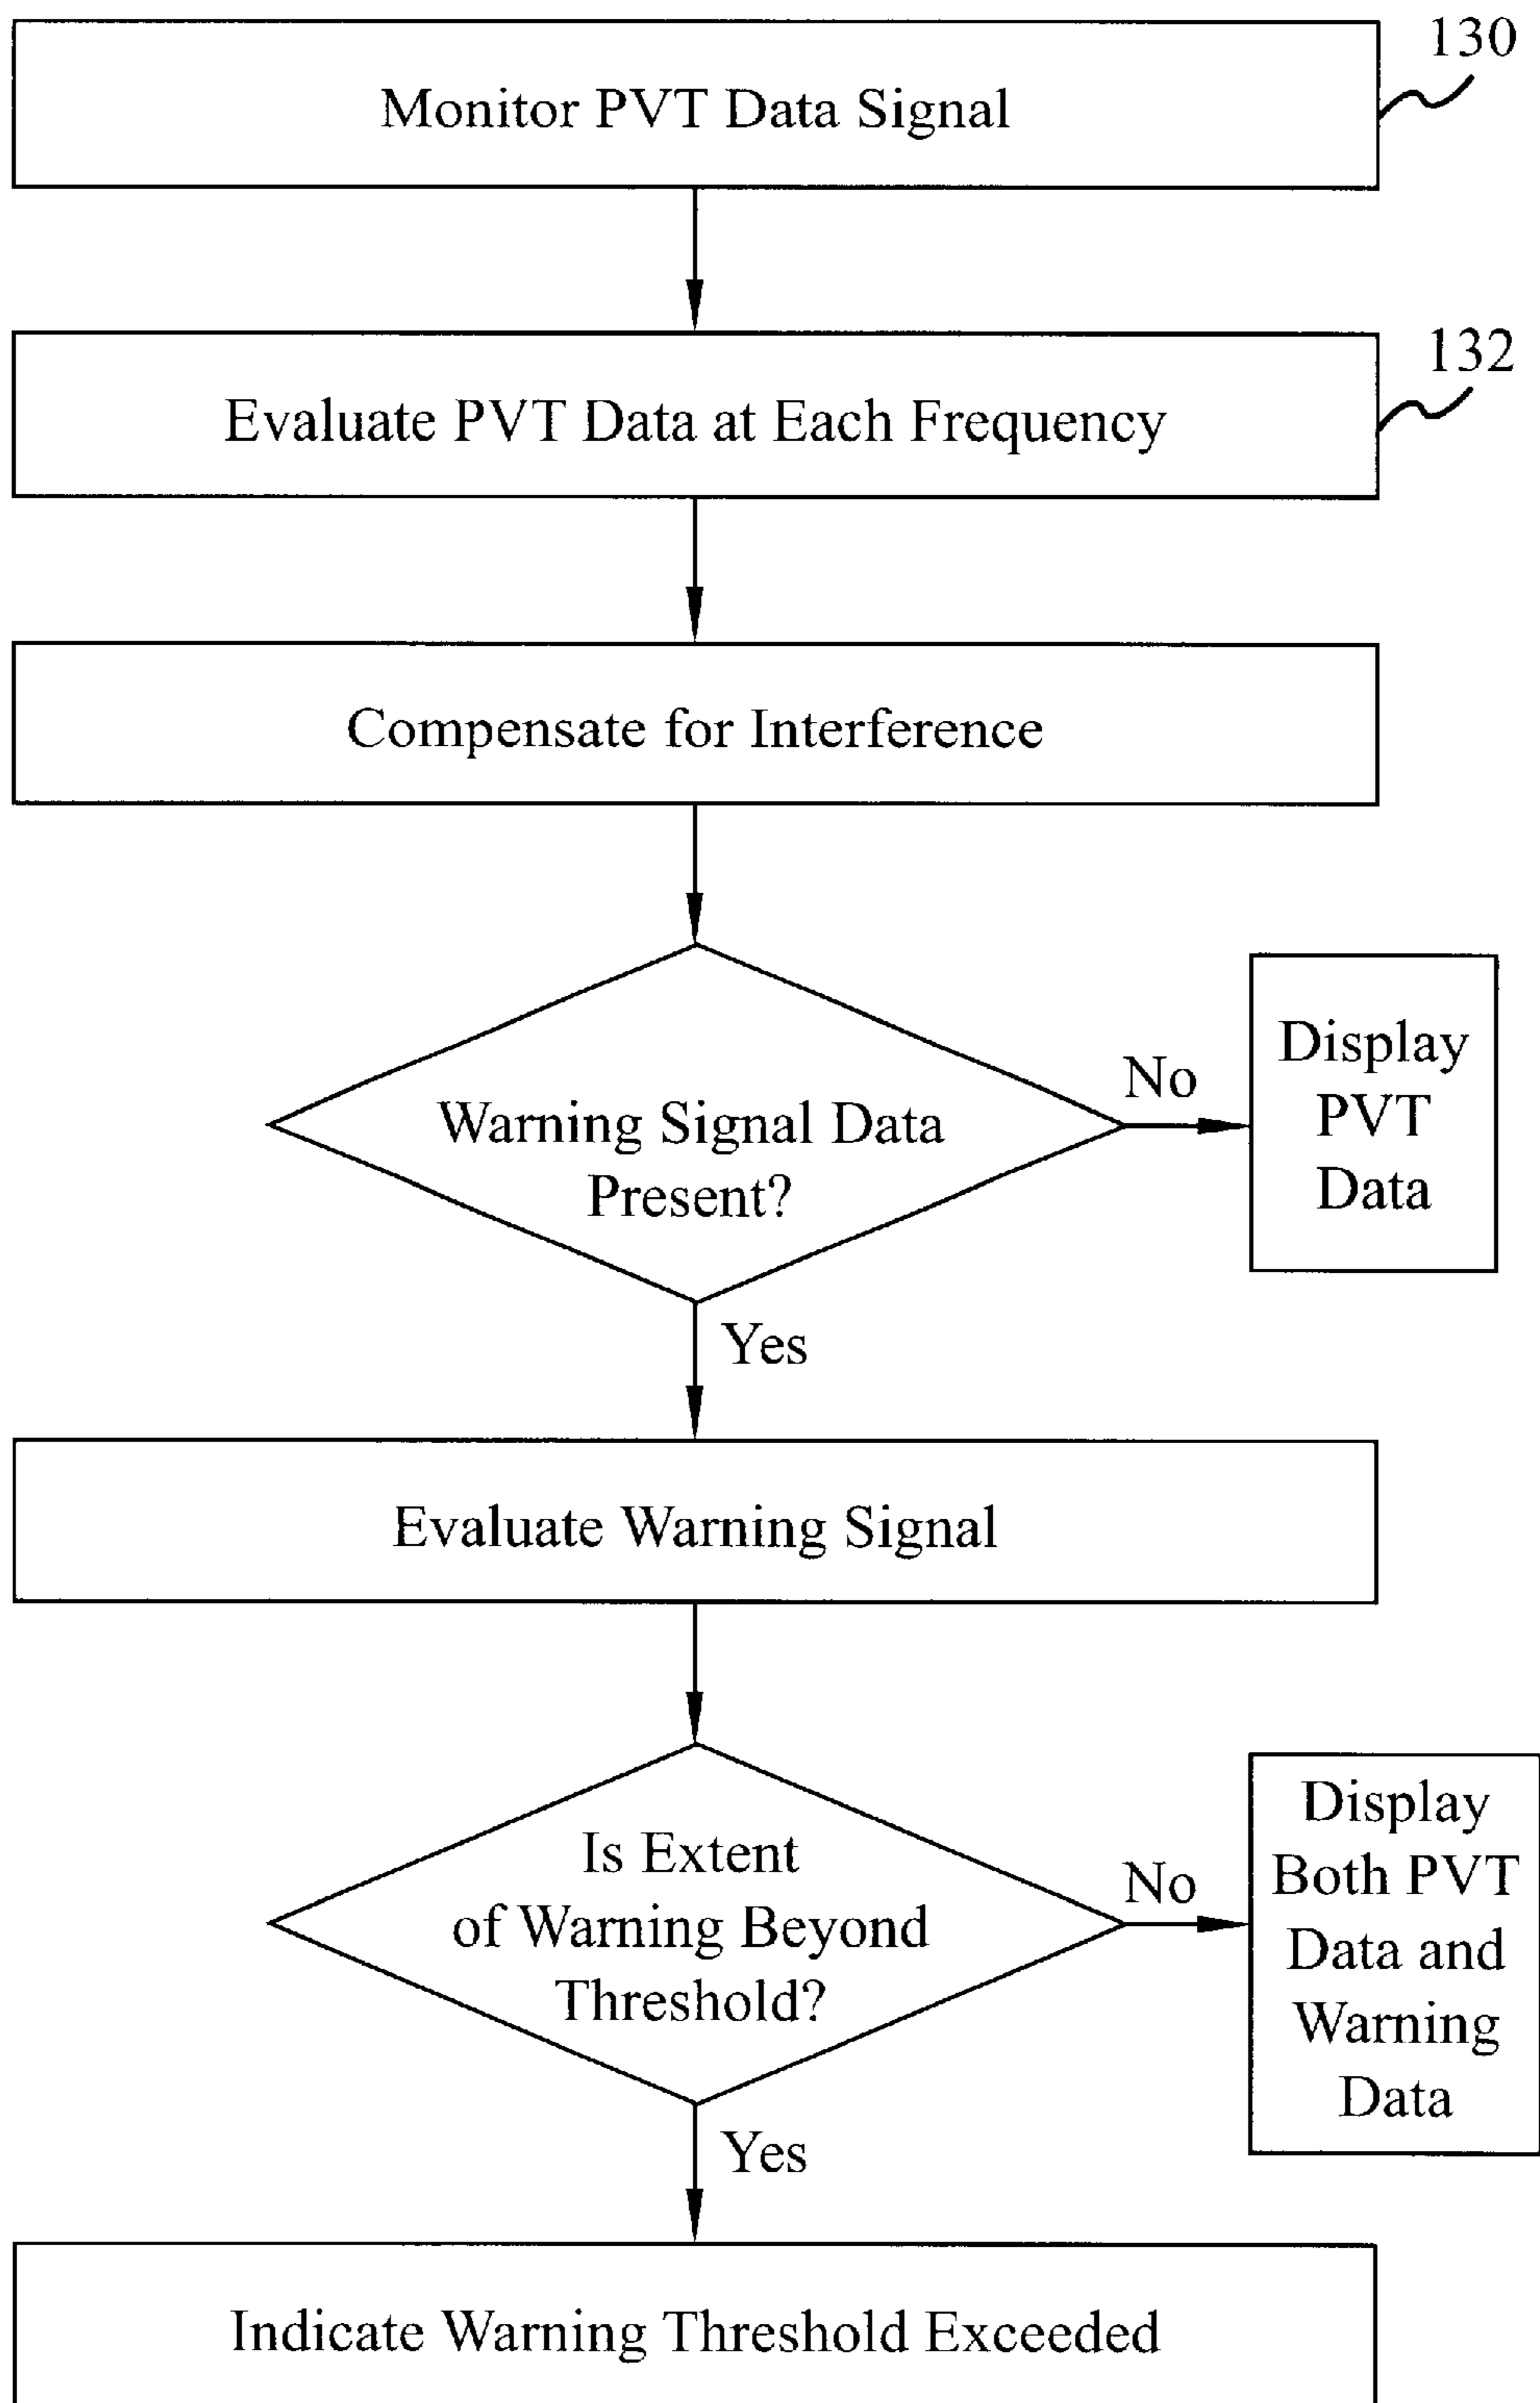 130
Monitor PVT Data Signal
132
Evaluate PVT Data at Each Frequency
Compensate for Interference
Warning Signal Data
Present?
No
Display
PVT
Data
Yes
Evaluate Warning Signal
Is Extent
of Warning Beyond
Threshold?
No
Display
Both PVT
Data and
Warning
Data
Yes
Indicate Warning Threshold Exceeded